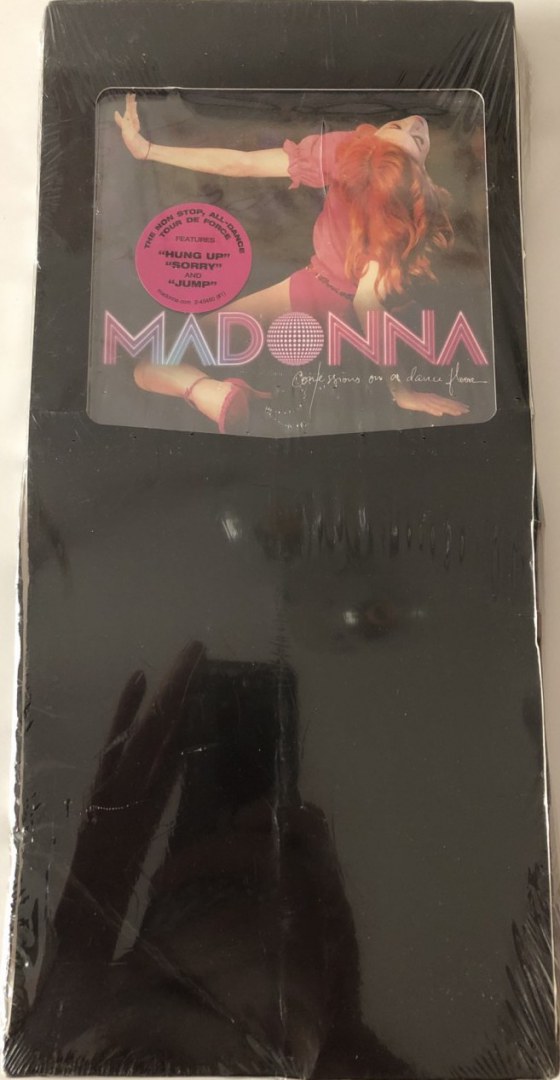 THE NON STOP, ALL-DANCE
TOUR DE FORCE
FEATURES
"HUNG UP"
"SORRY"
AND
"JUMP"
MADONNA
Confessions on a dance floor